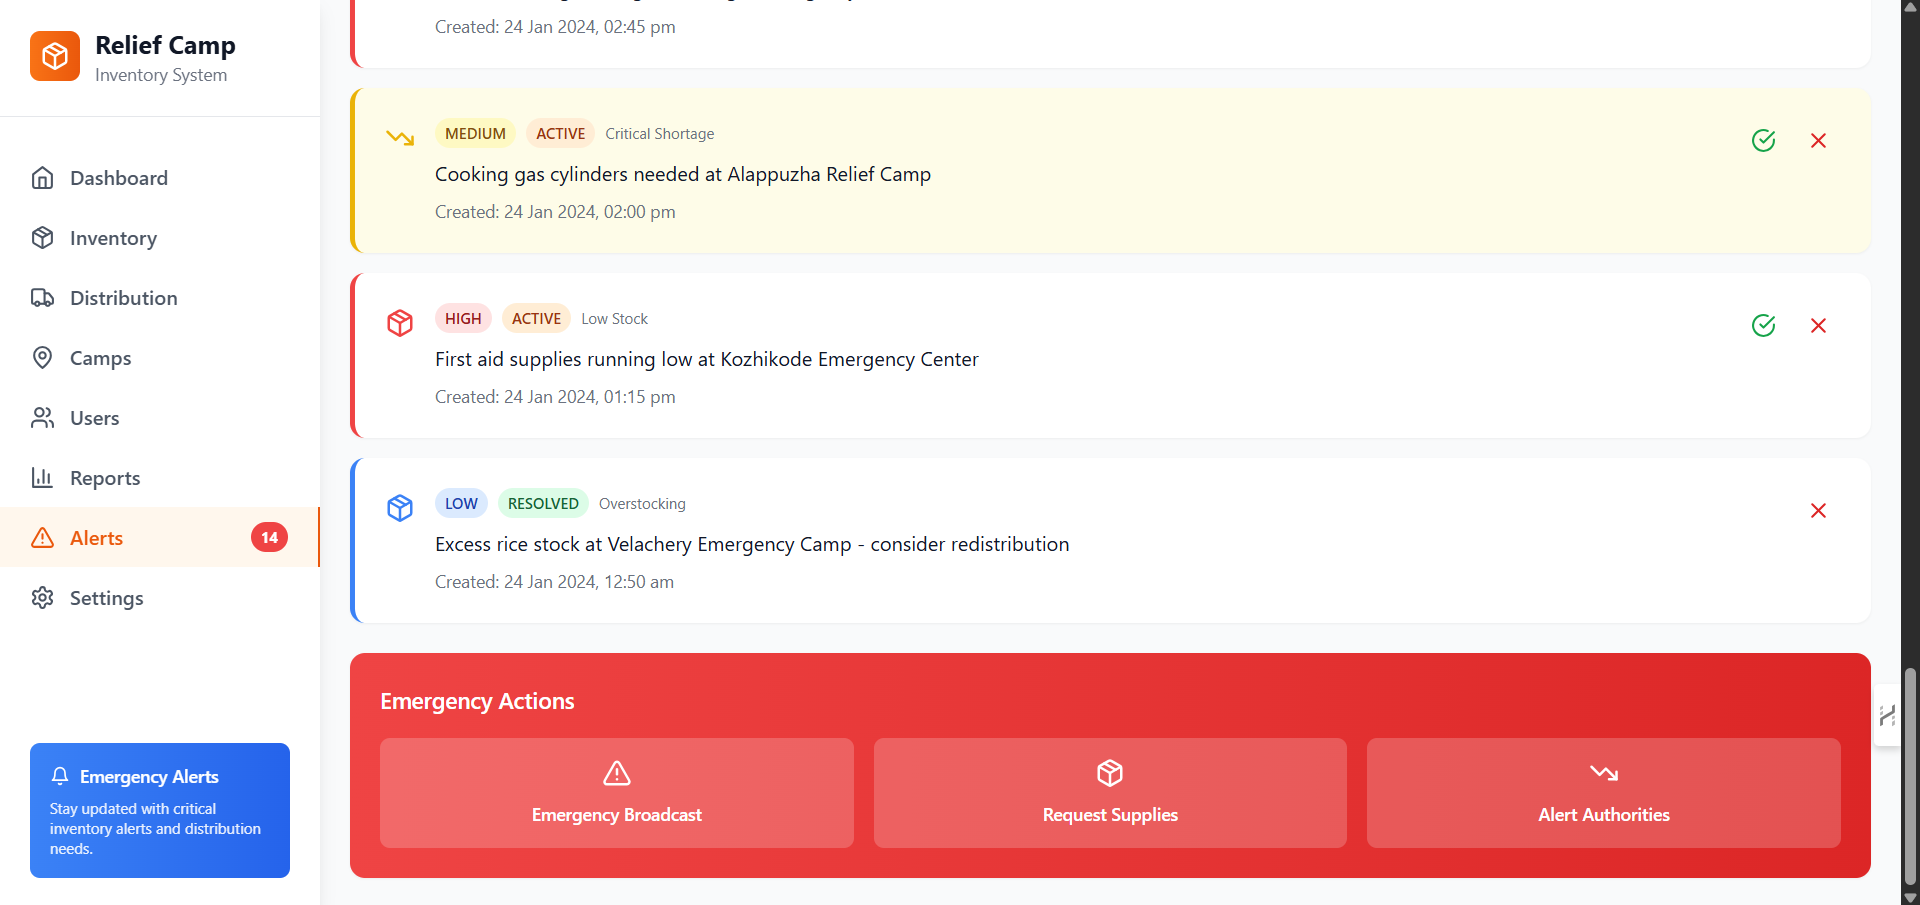 Relief Camp
Inventory System
Dashboard
Inventory
Distribution
Camps
Users
Reports
Alerts 14
Settings
Emergency Alerts
Stay updated with critical
inventory alerts and distribution
needs.
Created: 24 Jan 2024, 02:45 pm
MEDIUM ACTIVE Critical Shortage
Cooking gas cylinders needed at Alappuzha Relief Camp
Created: 24 Jan 2024, 02:00 pm
HIGH ACTIVE Low Stock
First aid supplies running low at Kozhikode Emergency Center
Created: 24 Jan 2024, 01:15 pm
LOW RESOLVED Overstocking
Excess rice stock at Velachery Emergency Camp - consider redistribution
Created: 24 Jan 2024, 12:50 am
Emergency Actions
Emergency Broadcast
Request Supplies
Alert Authorities